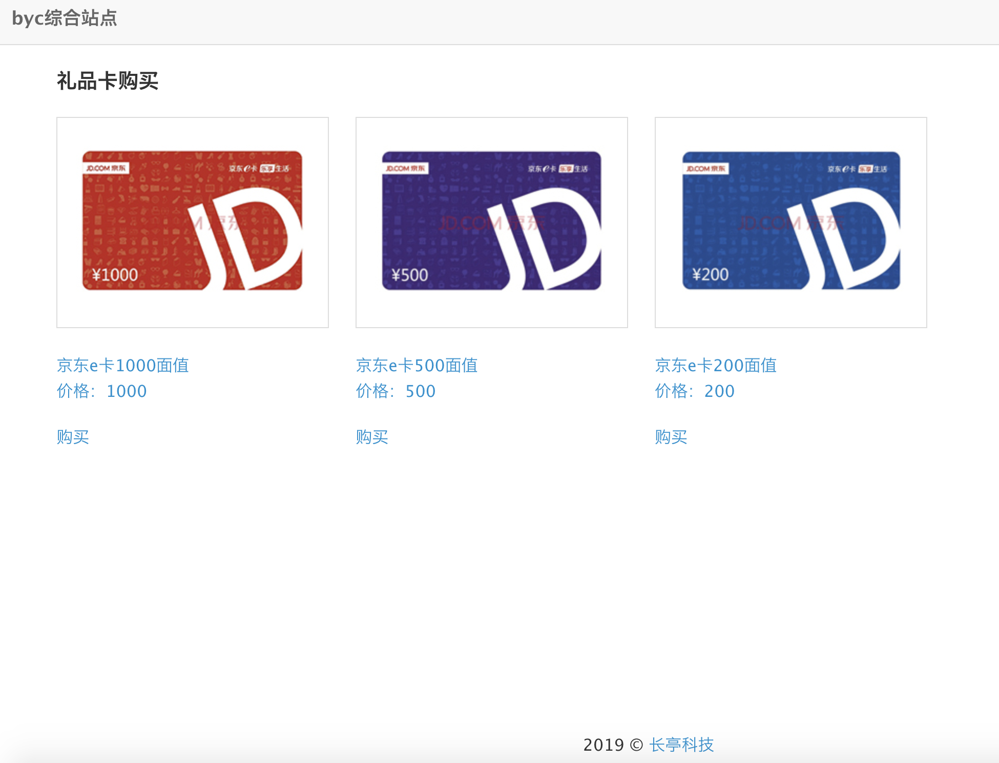 byc综合站点
礼品卡购买
JD.COM 京东
京东e卡 乐享生活
M 京东
JD
¥1000
JD.COM 京东
京东e卡 乐享生活
JD.COM 京东
JD
¥500
JD.COM 京东
京东e卡 乐享生活
JD.COM 京东
JD
¥200
京东e卡1000面值
价格：1000
购买
京东e卡500面值
价格：500
购买
京东e卡200面值
价格：200
购买
2019 © 长亭科技